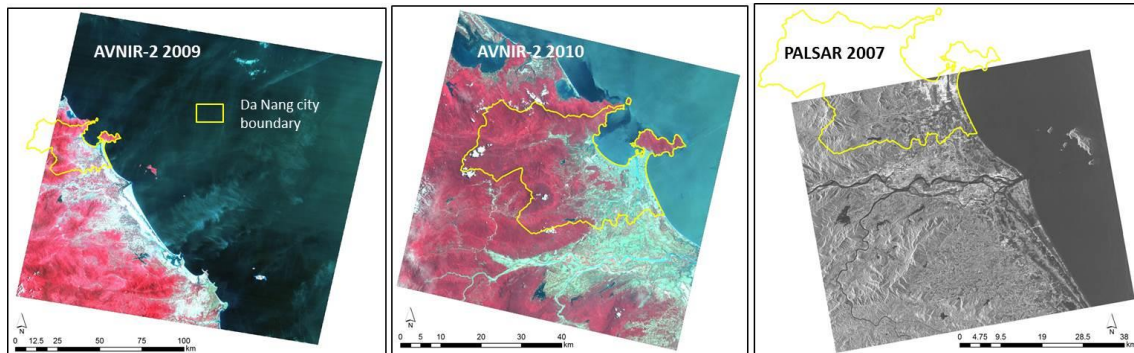 AVNIR-2 2009
Da Nang city
boundary
N
0 12.5 25 50 75 100
km
AVNIR-2 2010
N
0 5 10 20 30 40
km
PALSAR 2007
N
0 4.75 9.5 19 28.5 38
km